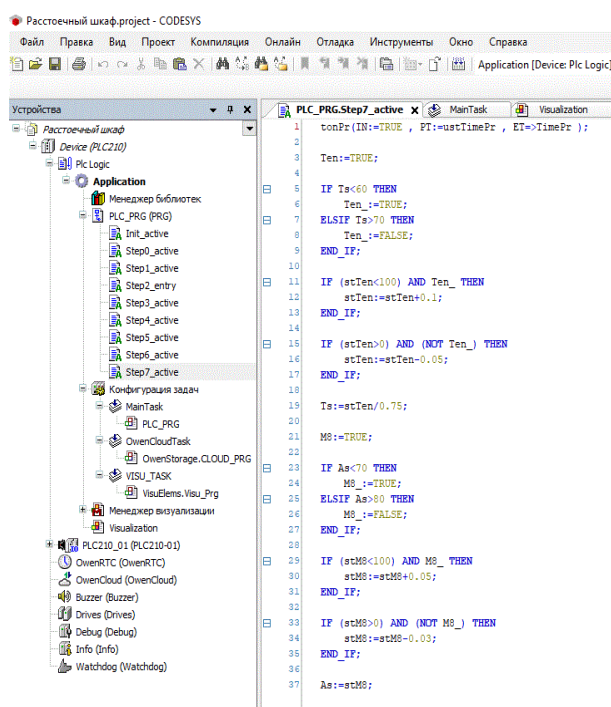 Расстоечный шкаф.project - CODESYS
Файл Правка Вид Проект Компиляция Онлайн Отладка Инструменты Окно Справка
Application [Device: Plc Logic]
Устройства
Расстоечный шкаф
Device (PLC210)
Plc Logic
Application
Менеджер библиотек
PLC_PRG (PRG)
Init_active
Step0_active
Step1_active
Step2_entry
Step3_active
Step4_active
Step5_active
Step6_active
Step7_active
Конфигурация задач
MainTask
PLC_PRG
OwenCloudTask
OwenStorage.CLOUD_PRG
VISU_TASK
VisuElems.Visu_Prg
Менеджер визуализации
Visualization
PLC210_01 (PLC210-01)
OwenRTC (OwenRTC)
OwenCloud (OwenCloud)
Buzzer (Buzzer)
Drives (Drives)
Debug (Debug)
Info (Info)
Watchdog (Watchdog)
PLC_PRG.Step7_active MainTask Visualization
1 tonPr(IN:=TRUE , PT:=ustTimePr , ET=>TimePr );
2
3 Ten:=TRUE;
4
5 IF Ts<60 THEN
6 Ten_:=TRUE;
7 ELSIF Ts>70 THEN
8 Ten_:=FALSE;
9 END_IF;
10
11 IF (stTen<100) AND Ten_ THEN
12 stTen:=stTen+0.1;
13 END_IF;
14
15 IF (stTen>0) AND (NOT Ten_) THEN
16 stTen:=stTen-0.05;
17 END_IF;
18
19 Ts:=stTen/0.75;
20
21 M8:=TRUE;
22
23 IF As<70 THEN
24 M8_:=TRUE;
25 ELSIF As>80 THEN
26 M8_:=FALSE;
27 END_IF;
28
29 IF (stM8<100) AND M8_ THEN
30 stM8:=stM8+0.05;
31 END_IF;
32
33 IF (stM8>0) AND (NOT M8_) THEN
34 stM8:=stM8-0.03;
35 END_IF;
36
37 As:=stM8;